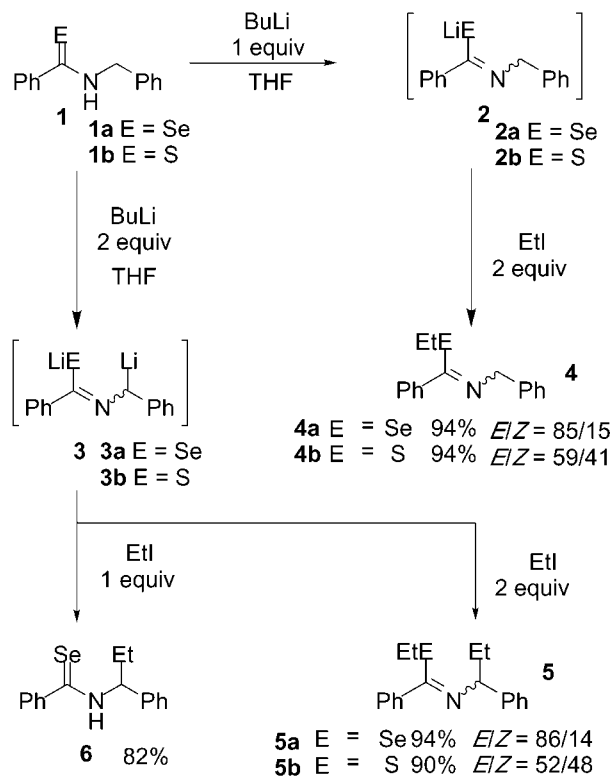 E
Ph N H Ph
1
1a E = Se
1b E = S
BuLi
1 equiv
THF
LiE
Ph N Ph
2
2a E = Se
2b E = S
BuLi
2 equiv
THF
EtI
2 equiv
LiE Li
Ph N Ph
3 3a E = Se
3b E = S
EtE
Ph N Ph
4
4a E = Se 94% E/Z = 85/15
4b E = S 94% E/Z = 59/41
EtI
1 equiv
EtI
2 equiv
Se Et
Ph N H Ph
6 82%
EtE Et
Ph N Ph
5
5a E = Se 94% E/Z = 86/14
5b E = S 90% E/Z = 52/48